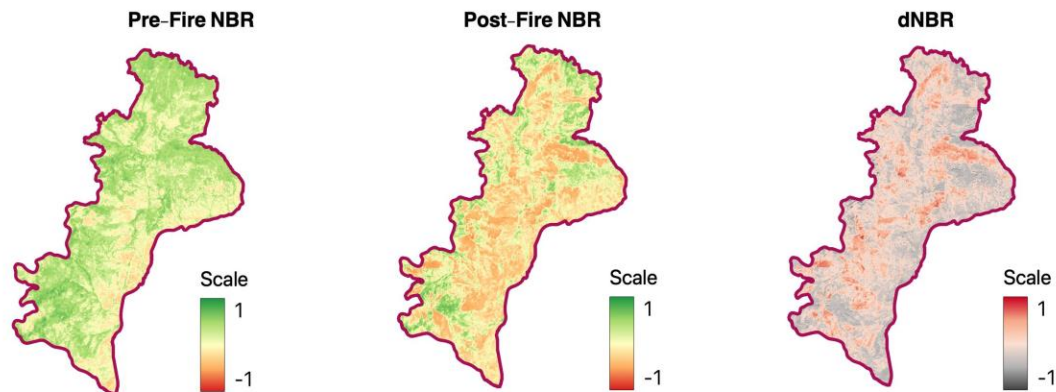 Pre-Fire NBR
Post-Fire NBR
dNBR
Scale
1
-1
Scale
1
-1
Scale
1
-1